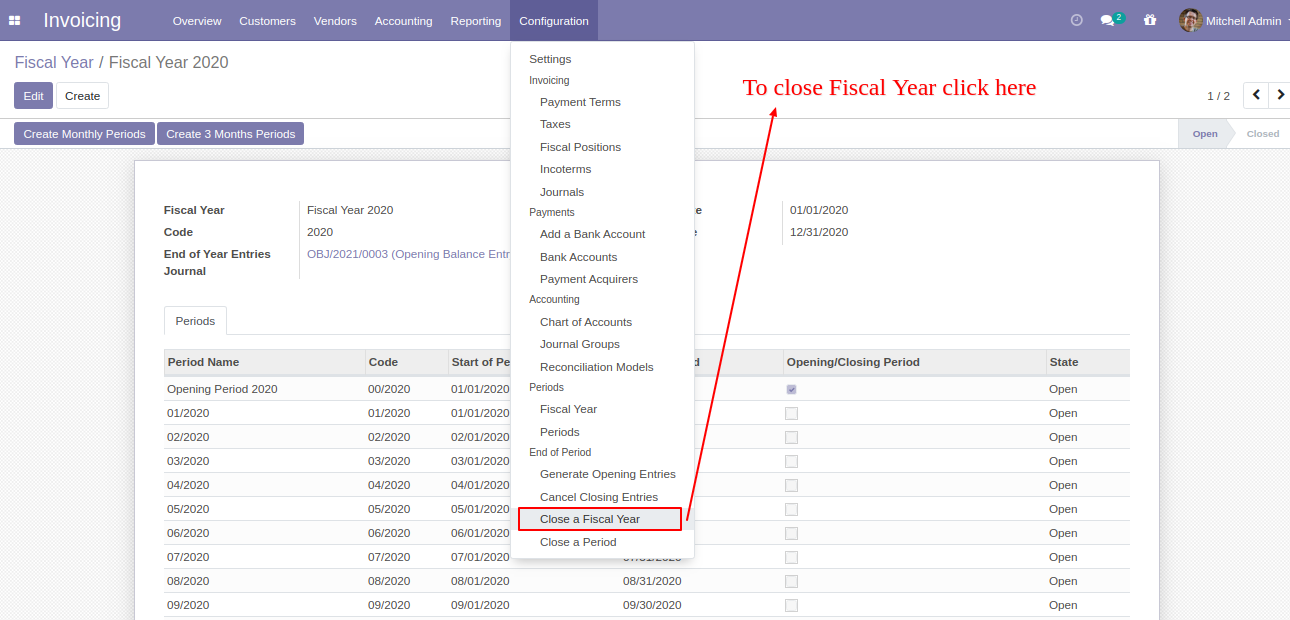 Invoicing Overview Customers Vendors Accounting Reporting Configuration 2 Mitchell Admin
Fiscal Year / Fiscal Year 2020
Edit Create
1 / 2
Create Monthly Periods Create 3 Months Periods
Open Closed
Settings
Invoicing
Payment Terms
Taxes
Fiscal Positions
Incoterms
Journals
Payments
Add a Bank Account
Bank Accounts
Payment Acquirers
Accounting
Chart of Accounts
Journal Groups
Reconciliation Models
Periods
Fiscal Year
Periods
End of Period
Generate Opening Entries
Cancel Closing Entries
Close a Fiscal Year
Close a Period
To close Fiscal Year click here
Fiscal Year Fiscal Year 2020 01/01/2020
Code 2020 12/31/2020
End of Year Entries OBJ/2021/0003 (Opening Balance Entr
Journal
Periods
Period Name Code Start of Pe Opening/Closing Period State
Opening Period 2020 00/2020 01/01/2020 Open
01/2020 01/2020 01/01/2020 Open
02/2020 02/2020 02/01/2020 Open
03/2020 03/2020 03/01/2020 Open
04/2020 04/2020 04/01/2020 Open
05/2020 05/2020 05/01/2020 Open
06/2020 06/2020 06/01/2020 Open
07/2020 07/2020 07/01/2020 07/31/2020 Open
08/2020 08/2020 08/01/2020 08/31/2020 Open
09/2020 09/2020 09/01/2020 09/30/2020 Open